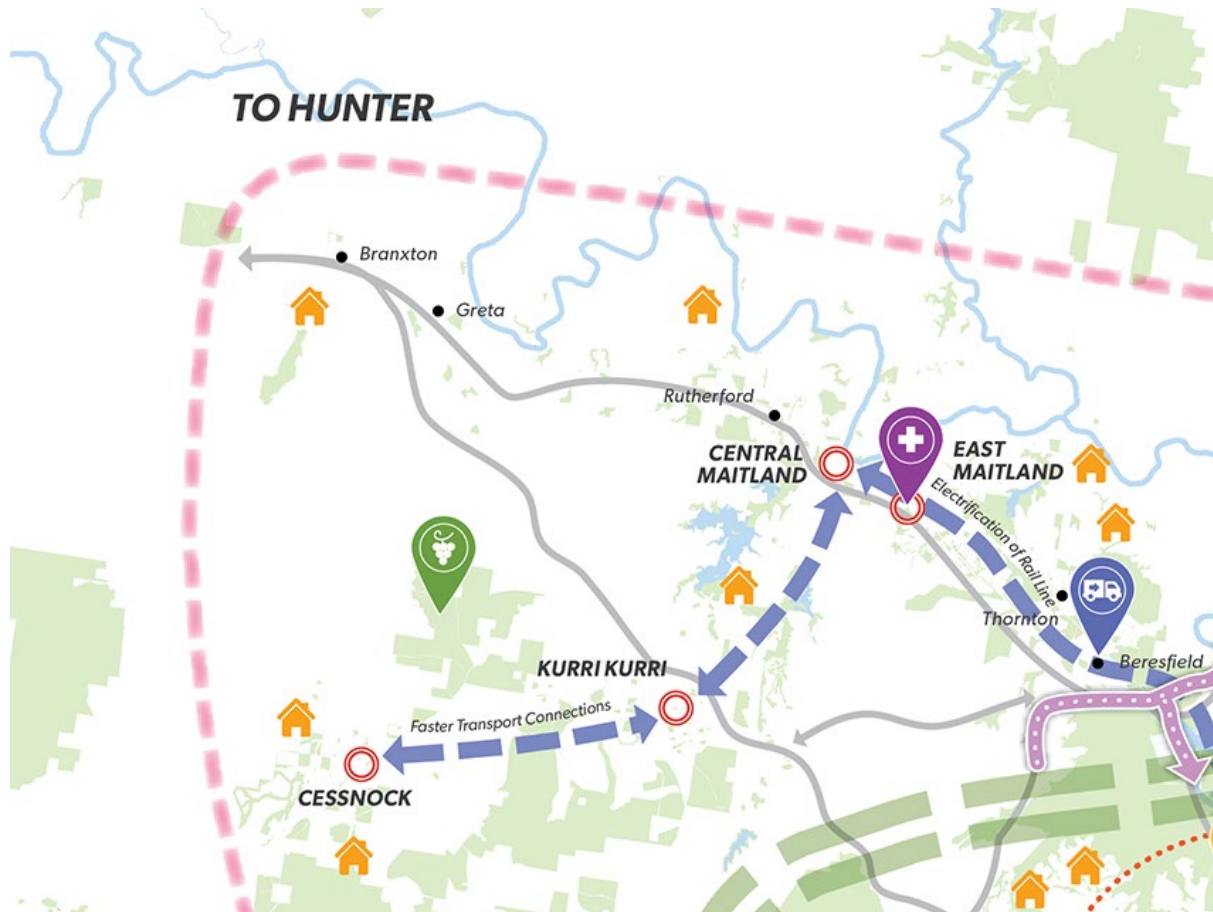 TO HUNTER
Branxton
Greta
Rutherford
CENTRAL
MAITLAND
EAST
MAITLAND
Electrification of Rail Line
Thornton
Beresfield
KURRI KURRI
Faster Transport Connections
CESSNOCK